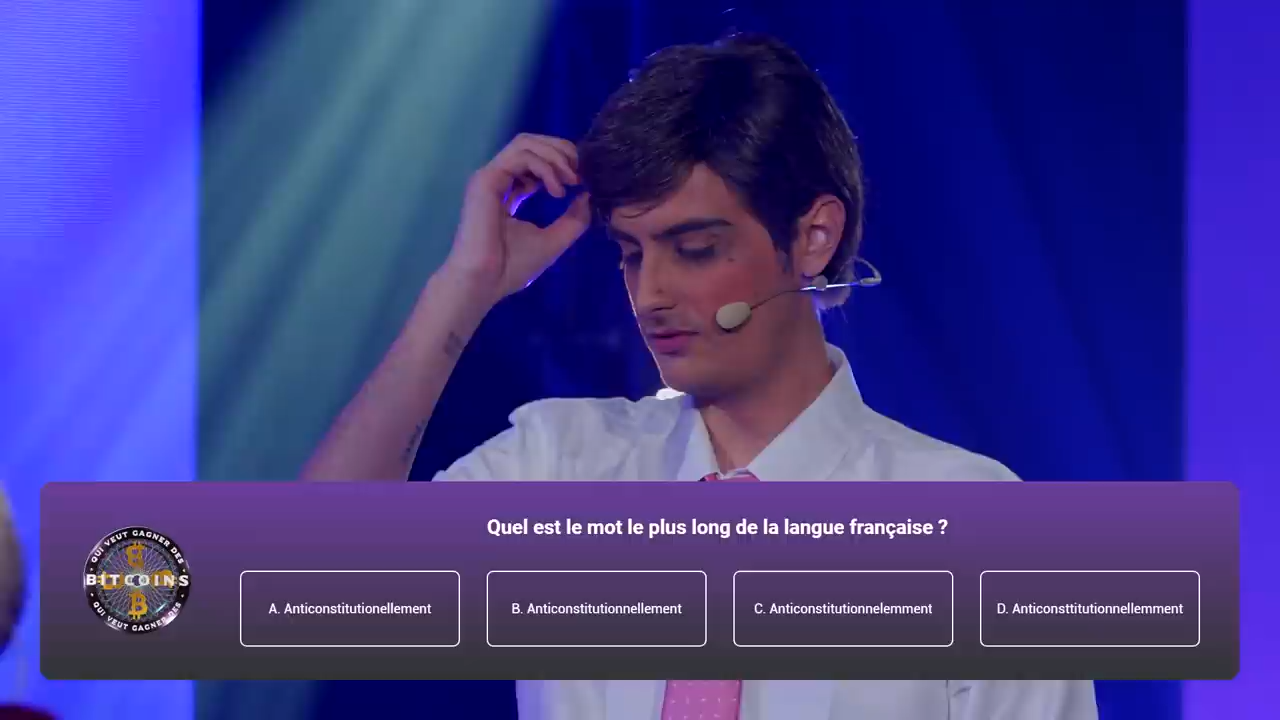 Quel est le mot le plus long de la langue française ?
QUI VEUT GAGNER DES
BITCOINS
QUI VEUT GAGNER DES
A. Anticonstitutionellement
B. Anticonstitutionnellement
C. Anticonstitutionnelemment
D. Anticonsttitutionnellemment